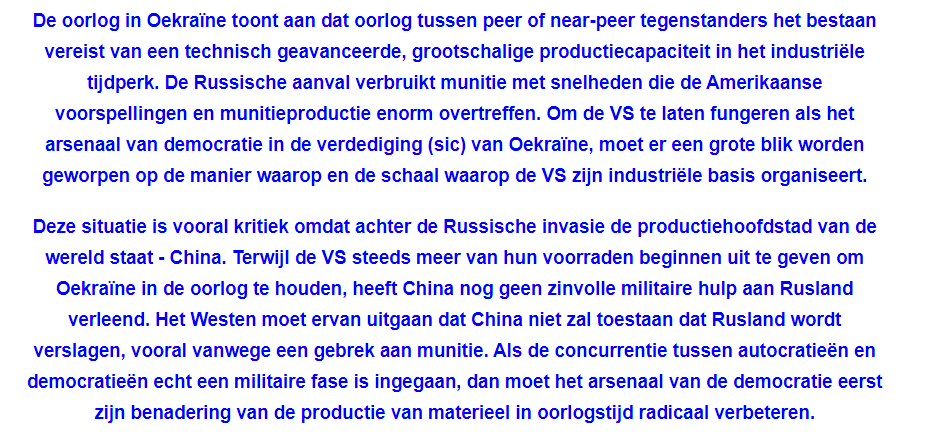 De oorlog in Oekraïne toont aan dat oorlog tussen peer of near-peer tegenstanders het bestaan
vereist van een technisch geavanceerde, grootschalige productiecapaciteit in het industriële
tijdperk. De Russische aanval verbruikt munitie met snelheden die de Amerikaanse
voorspellingen en munitieproductie enorm overtreffen. Om de VS te laten fungeren als het
arsenaal van democratie in de verdediging (sic) van Oekraïne, moet er een grote blik worden
geworpen op de manier waarop en de schaal waarop de VS zijn industriële basis organiseert.
Deze situatie is vooral kritiek omdat achter de Russische invasie de productiehoofdstad van de
wereld staat - China. Terwijl de VS steeds meer van hun voorraden beginnen uit te geven om
Oekraïne in de oorlog te houden, heeft China nog geen zinvolle militaire hulp aan Rusland
verleend. Het Westen moet ervan uitgaan dat China niet zal toestaan dat Rusland wordt
verslagen, vooral vanwege een gebrek aan munitie. Als de concurrentie tussen autocratieën en
democratieën echt een militaire fase is ingegaan, dan moet het arsenaal van de democratie eerst
zijn benadering van de productie van materieel in oorlogstijd radicaal verbeteren.